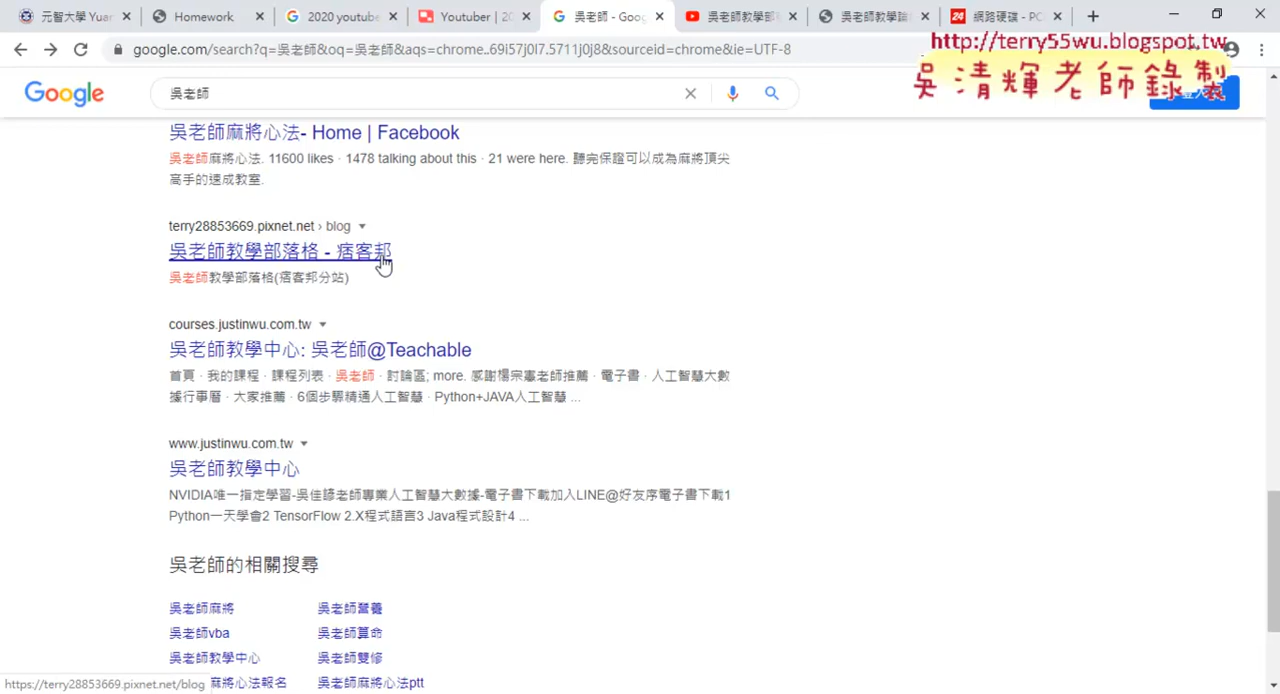 元智大學 Yuan
Homework
2020 youtube
Youtuber | 20
吳老師 - Goog
吳老師教學部
吳老師教學論
網路硬碟 - PC
google.com/search?q=吳老師&oq=吳老師&aqs=chrome..69i57j0l7.5711j0j8&sourceid=chrome&ie=UTF-8
http://terry55wu.blogspot.tw
吳清輝老師錄製
Google
吳老師
吳老師麻將心法- Home | Facebook
吳老師麻將心法. 11600 likes · 1478 talking about this · 21 were here. 聽完保證可以成為麻將頂尖
高手的速成教室.
terry28853669.pixnet.net › blog
吳老師教學部落格 - 痞客邦
吳老師教學部落格(痞客邦分站)
courses.justinwu.com.tw
吳老師教學中心: 吳老師@Teachable
首頁 · 我的課程 · 課程列表 · 吳老師 · 討論區; more. 感謝楊宗憲老師推薦 · 電子書 · 人工智慧大數
據行事曆 · 大家推薦 · 6個步驟精通人工智慧 · Python+JAVA人工智慧 ...
www.justinwu.com.tw
吳老師教學中心
NVIDIA唯一指定學習-吳佳諺老師專業人工智慧大數據-電子書下載加入LINE@好友序電子書下載1
Python一天學會2 TensorFlow 2.X程式語言3 Java程式設計4 ...
吳老師的相關搜尋
吳老師麻將
吳老師營養
吳老師vba
吳老師算命
吳老師教學中心
吳老師雙修
麻將心法報名
吳老師麻將心法ptt
https://terry28853669.pixnet.net/blog